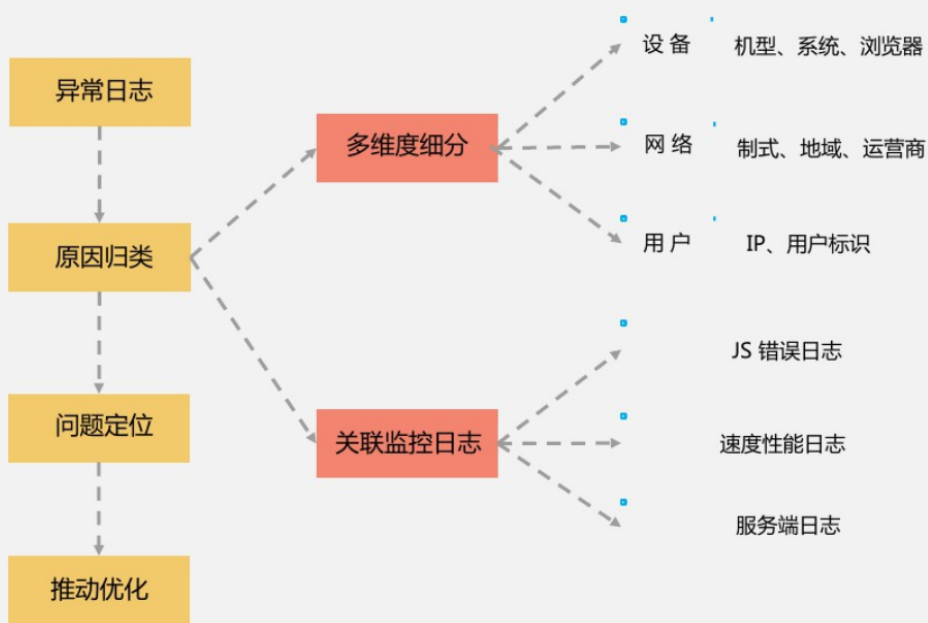 异常日志
原因归类
问题定位
推动优化
多维度细分
关联监控日志
设备 机型、系统、浏览器
网络 制式、地域、运营商
用户 IP、用户标识
JS 错误日志
速度性能日志
服务端日志